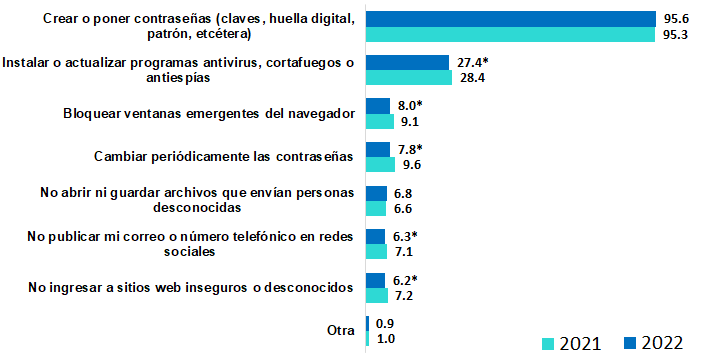 Crear o poner contraseñas (claves, huella digital,
patrón, etcétera)
95.6
95.3
Instalar o actualizar programas antivirus, cortafuegos o
antiespías
27.4*
28.4
Bloquear ventanas emergentes del navegador
8.0*
9.1
Cambiar periódicamente las contraseñas
7.8*
9.6
No abrir ni guardar archivos que envían personas
desconocidas
6.8
6.6
No publicar mi correo o número telefónico en redes
sociales
6.3*
7.1
No ingresar a sitios web inseguros o desconocidos
6.2*
7.2
Otra
0.9
1.0
2021 2022